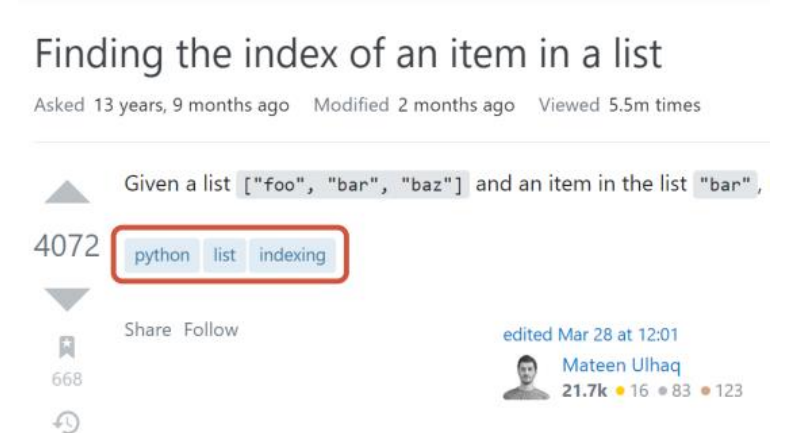 Finding the index of an item in a list
Asked 13 years, 9 months ago Modified 2 months ago Viewed 5.5m times
Given a list ["foo", "bar", "baz"] and an item in the list "bar",
4072
python list indexing
Share Follow
edited Mar 28 at 12:01
668
Mateen Ulhaq
21.7k 16 83 123